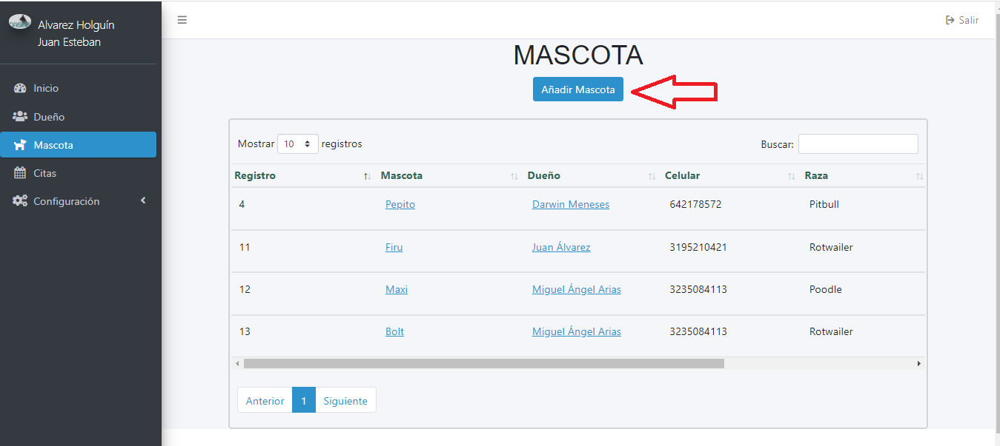 Alvarez Holguín
Juan Esteban
Salir
Inicio
Dueño
Mascota
Citas
Configuración
MASCOTA
Añadir Mascota
Mostrar 10 registros
Buscar:
Registro Mascota Dueño Celular Raza
4 Pepito Darwin Meneses 642178572 Pitbull
11 Firu Juan Álvarez 3195210421 Rotwailer
12 Maxi Miguel Ángel Arias 3235084113 Poodle
13 Bolt Miguel Ángel Arias 3235084113 Rotwailer
Anterior 1 Siguiente